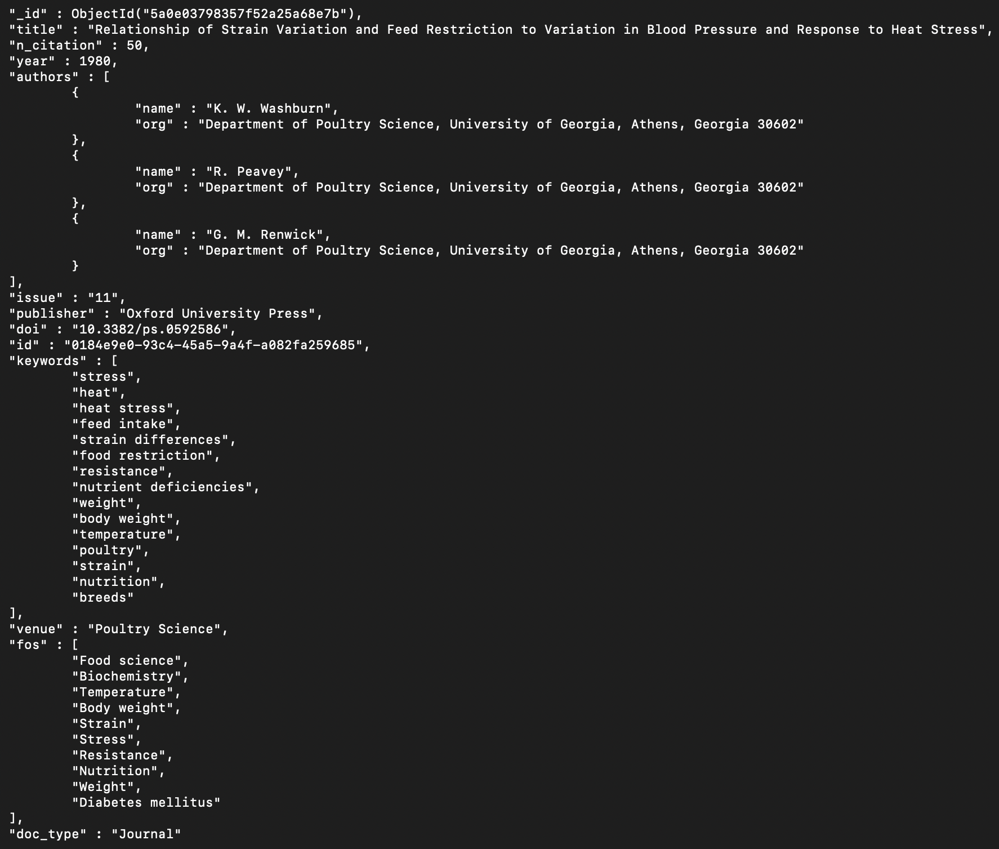 "_id" : ObjectId("5a0e03798357f52a25a68e7b"),
"title" : "Relationship of Strain Variation and Feed Restriction to Variation in Blood Pressure and Response to Heat Stress",
"n_citation" : 50,
"year" : 1980,
"authors" : [
{
"name" : "K. W. Washburn",
"org" : "Department of Poultry Science, University of Georgia, Athens, Georgia 30602"
},
{
"name" : "R. Peavey",
"org" : "Department of Poultry Science, University of Georgia, Athens, Georgia 30602"
},
{
"name" : "G. M. Renwick",
"org" : "Department of Poultry Science, University of Georgia, Athens, Georgia 30602"
}
],
"issue" : "11",
"publisher" : "Oxford University Press",
"doi" : "10.3382/ps.0592586",
"id" : "0184e9e0-93c4-45a5-9a4f-a082fa259685",
"keywords" : [
"stress",
"heat",
"heat stress",
"feed intake",
"strain differences",
"food restriction",
"resistance",
"nutrient deficiencies",
"weight",
"body weight",
"temperature",
"poultry",
"strain",
"nutrition",
"breeds"
],
"venue" : "Poultry Science",
"fos" : [
"Food science",
"Biochemistry",
"Temperature",
"Body weight",
"Strain",
"Stress",
"Resistance",
"Nutrition",
"Weight",
"Diabetes mellitus"
],
"doc_type" : "Journal"